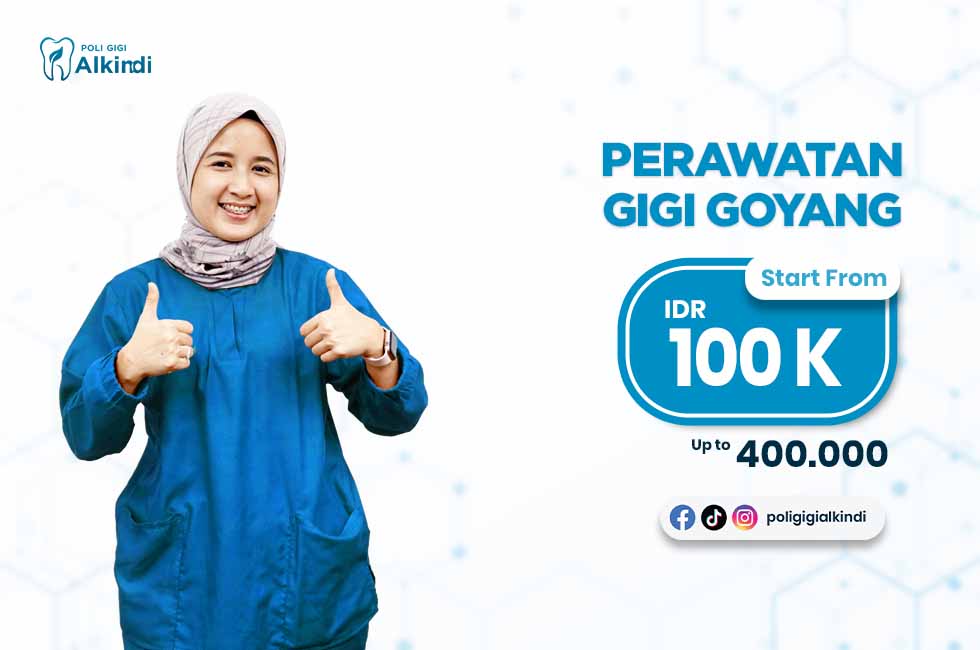 POLI GIGI
Alkindi
PERAWATAN
GIGI GOYANG
Start From
IDR
100 K
Up to 400.000
poligigialkindi